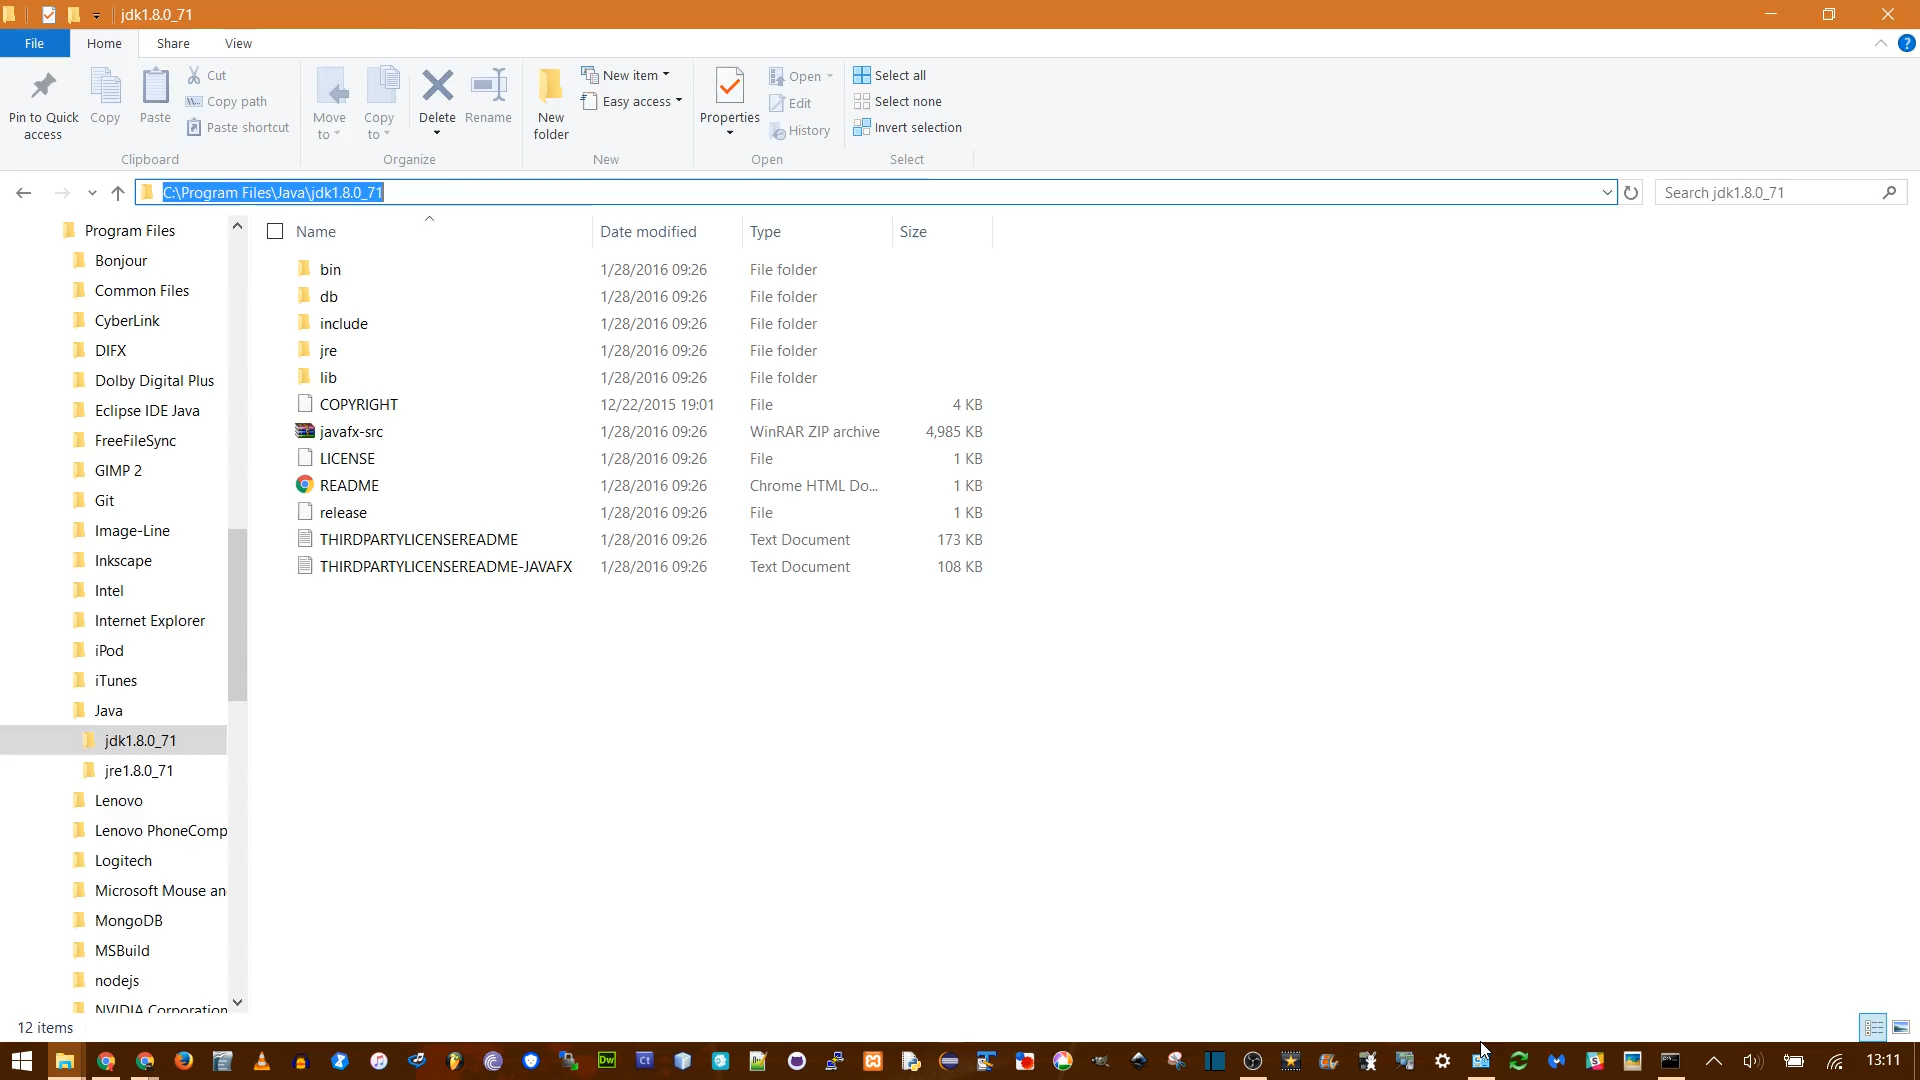 jdk1.8.0_71
File Home Share View
Pin to Quick access
Copy
Paste
Cut
Copy path
Paste shortcut
Clipboard
Move to
Copy to
Delete
Rename
Organize
New folder
New item
Easy access
New
Properties
Open
Edit
History
Open
Select all
Select none
Invert selection
Select
C:\Program Files\Java\jdk1.8.0_71
Search jdk1.8.0_71
Program Files
Bonjour
Common Files
CyberLink
DIFX
Dolby Digital Plus
Eclipse IDE Java
FreeFileSync
GIMP 2
Git
Image-Line
Inkscape
Intel
Internet Explorer
iPod
iTunes
Java
jdk1.8.0_71
jre1.8.0_71
Lenovo
Lenovo PhoneComp
Logitech
Microsoft Mouse an
MongoDB
MSBuild
nodejs
NVIDIA Corporation
Name Date modified Type Size
bin 1/28/2016 09:26 File folder
db 1/28/2016 09:26 File folder
include 1/28/2016 09:26 File folder
jre 1/28/2016 09:26 File folder
lib 1/28/2016 09:26 File folder
COPYRIGHT 12/22/2015 19:01 File 4 KB
javafx-src 1/28/2016 09:26 WinRAR ZIP archive 4,985 KB
LICENSE 1/28/2016 09:26 File 1 KB
README 1/28/2016 09:26 Chrome HTML Do... 1 KB
release 1/28/2016 09:26 File 1 KB
THIRDPARTYLICENSEREADME 1/28/2016 09:26 Text Document 173 KB
THIRDPARTYLICENSEREADME-JAVAFX 1/28/2016 09:26 Text Document 108 KB
12 items
Dw
Ct
13:11